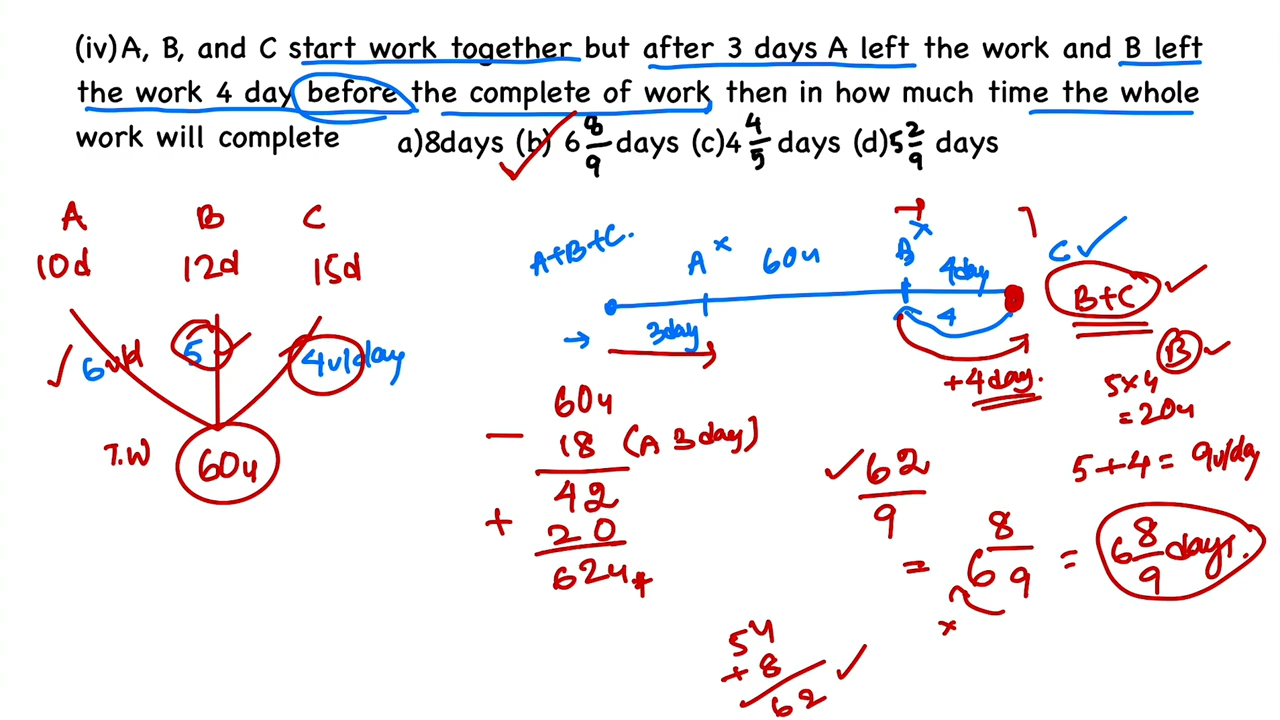 (iv) A, B, and C start work together but after 3 days A left the work and B left
the work 4 day before the complete of work then in how much time the whole
work will complete a) 8days (b) 6 8/9 days (c) 4 4/5 days (d) 5 2/9 days
A B C
10d 12d 15d
6u/d 5 4u/day
T.W 60u
A+B+C.
A× 60u B× 4day C✓
3day 4
+4day.
B+C
B
5×4
=20u
5+4= 9u/day
60u
− 18 (A 3day)
42
+ 20
62u*
62/9
= 6 8/9 = 6 8/9 days.
×
54
+8
62